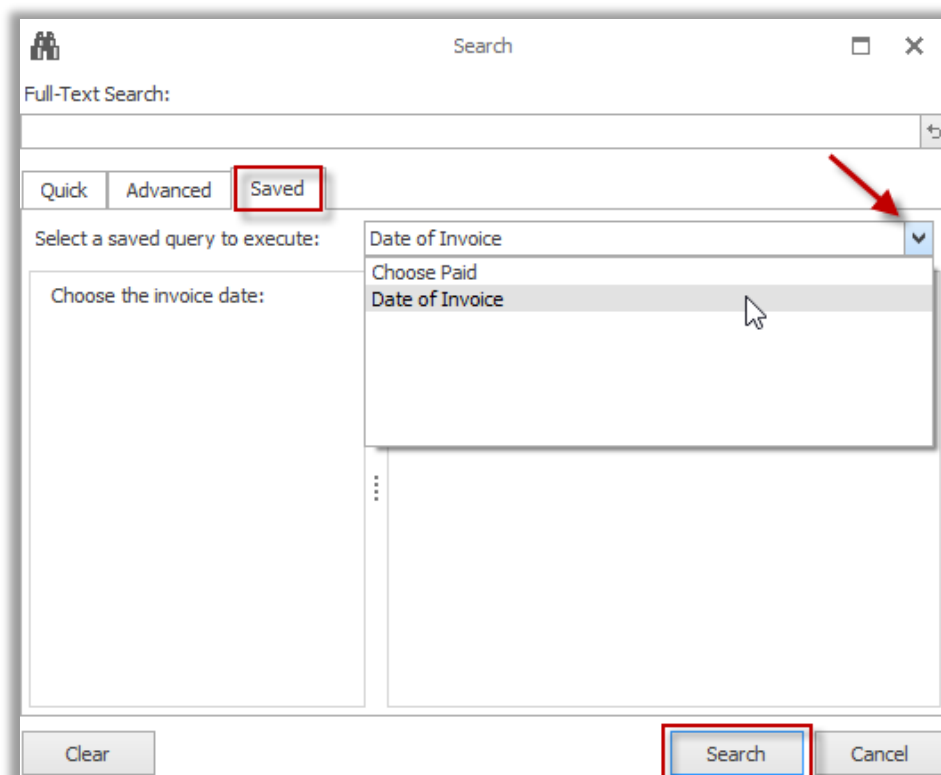 Search
Full-Text Search:
Quick Advanced Saved
Select a saved query to execute: Date of Invoice
Choose Paid
Choose the invoice date: Date of Invoice
Clear Search Cancel